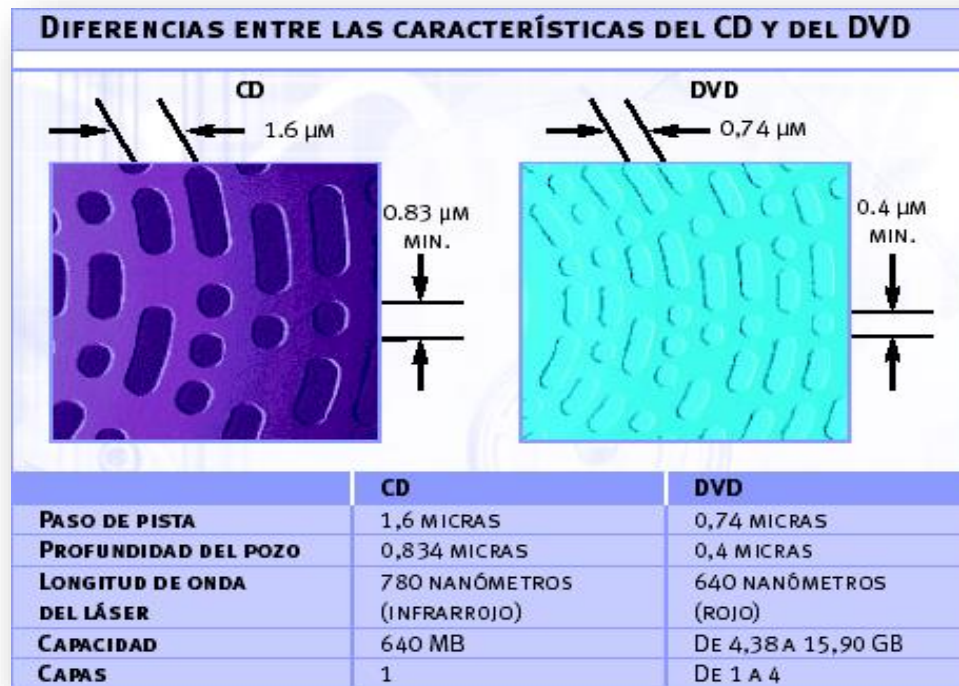 DIFERENCIAS ENTRE LAS CARACTERÍSTICAS DEL CD Y DEL DVD
CD
1.6 µM
0.83 µM
MIN.
DVD
0,74 µM
0.4 µM
MIN.
CD DVD
PASO DE PISTA 1,6 MICRAS 0,74 MICRAS
PROFUNDIDAD DEL POZO 0,834 MICRAS 0,4 MICRAS
LONGITUD DE ONDA 780 NANÓMETROS 640 NANÓMETROS
DEL LÁSER (INFRARROJO) (ROJO)
CAPACIDAD 640 MB DE 4,38 A 15,90 GB
CAPAS 1 DE 1 A 4